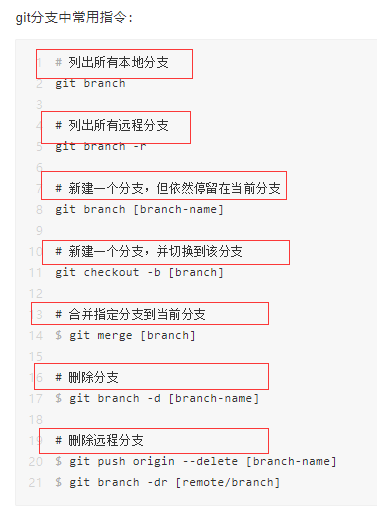 git分支中常用指令：
1 # 列出所有本地分支
2 git branch
3
4 # 列出所有远程分支
5 git branch -r
6
7 # 新建一个分支，但依然停留在当前分支
8 git branch [branch-name]
9
10 # 新建一个分支，并切换到该分支
11 git checkout -b [branch]
12
13 # 合并指定分支到当前分支
14 $ git merge [branch]
15
16 # 删除分支
17 $ git branch -d [branch-name]
18
19 # 删除远程分支
20 $ git push origin --delete [branch-name]
21 $ git branch -dr [remote/branch]